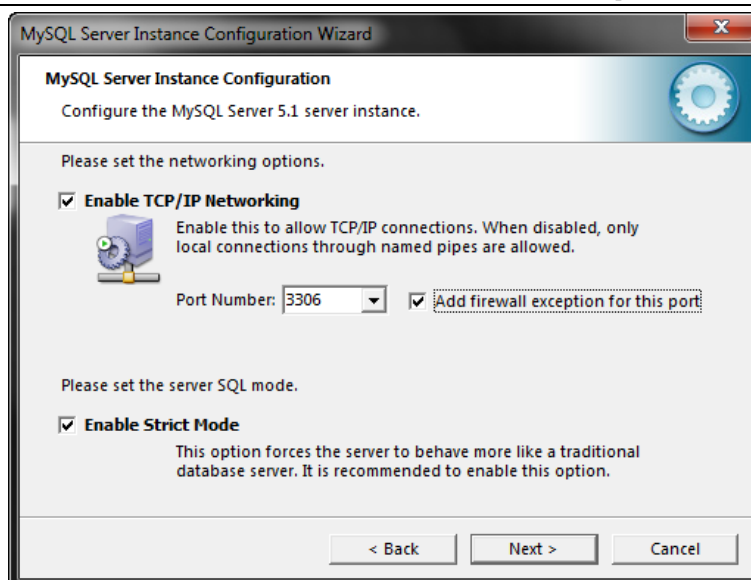 MySQL Server Instance Configuration Wizard
MySQL Server Instance Configuration
Configure the MySQL Server 5.1 server instance.
Please set the networking options.
Enable TCP/IP Networking
Enable this to allow TCP/IP connections. When disabled, only
local connections through named pipes are allowed.
Port Number: 3306 Add firewall exception for this port
Please set the server SQL mode.
Enable Strict Mode
This option forces the server to behave more like a traditional
database server. It is recommended to enable this option.
< Back Next > Cancel